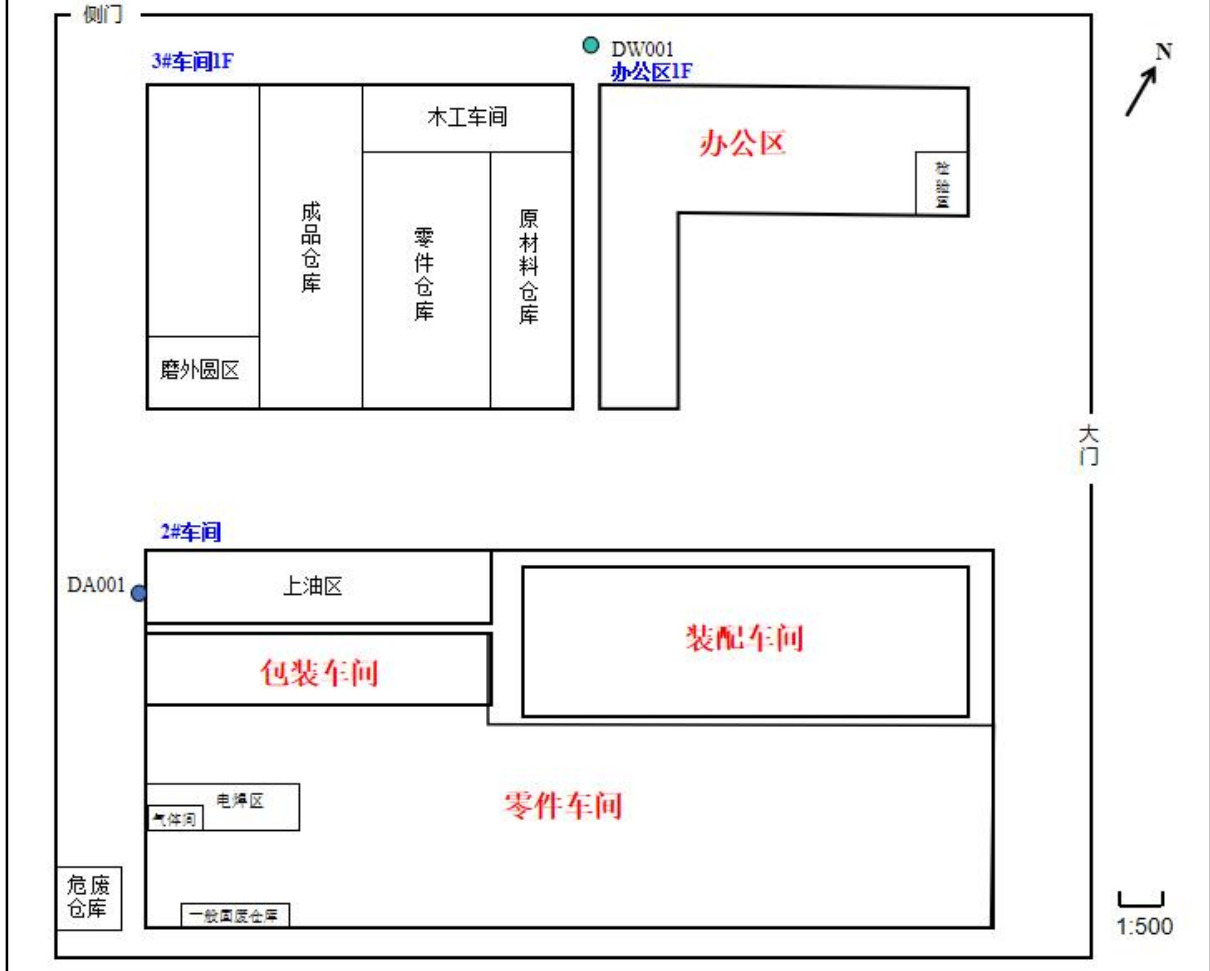 侧门
DW001
N
3#车间1F
办公区1F
木工车间
办公区
检验室
成品仓库
零件仓库
原材料仓库
磨外圆区
大门
2#车间
DA001
上油区
装配车间
包装车间
电焊区
零件车间
气体间
危废
仓库
一般固废仓库
1:500